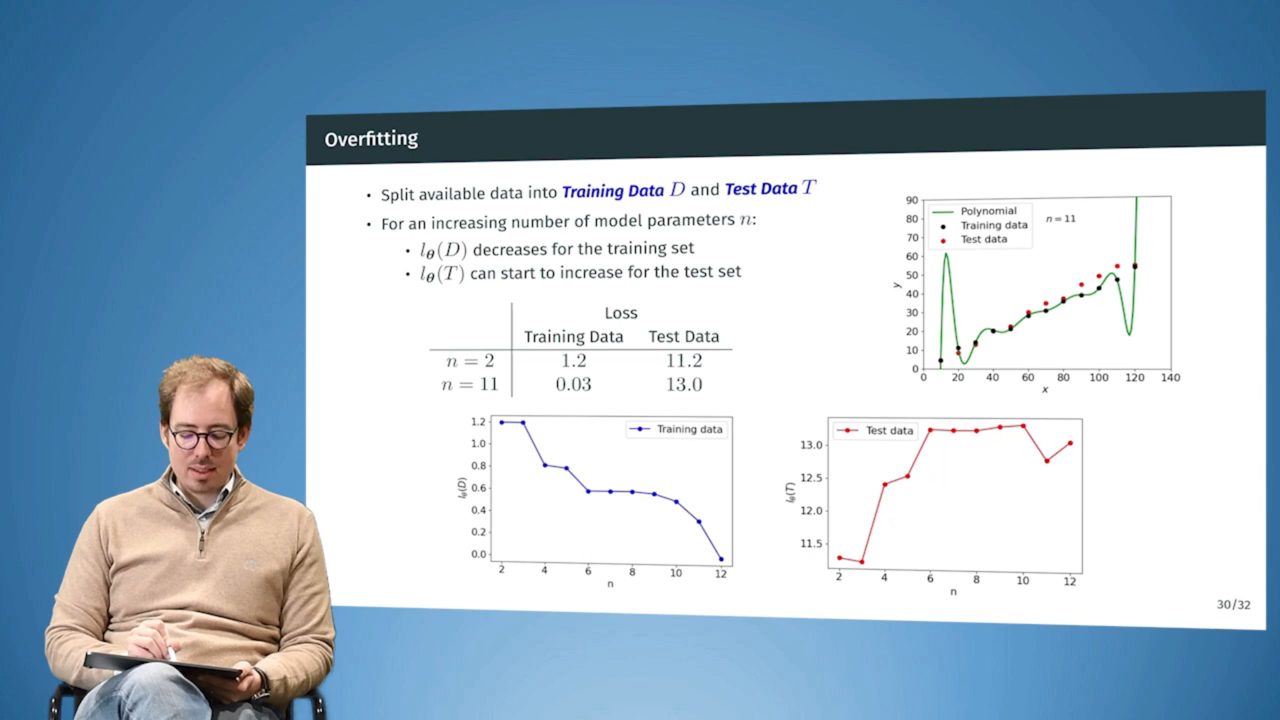 Overfitting
• Split available data into Training Data D and Test Data T
• For an increasing number of model parameters n:
• l_θ(D) decreases for the training set
• l_θ(T) can start to increase for the test set
Loss
Training Data Test Data
n = 2 1.2 11.2
n = 11 0.03 13.0
90
80
70
60
50
40
30
20
10
0
y
Polynomial
Training data
Test data
n = 11
0 20 40 60 80 100 120 140
x
1.2
1.0
0.8
0.6
0.4
0.2
0.0
l_θ(D)
Training data
2 4 6 8 10 12
n
13.0
12.5
12.0
11.5
l_θ(T)
Test data
2 4 6 8 10 12
n
30/32